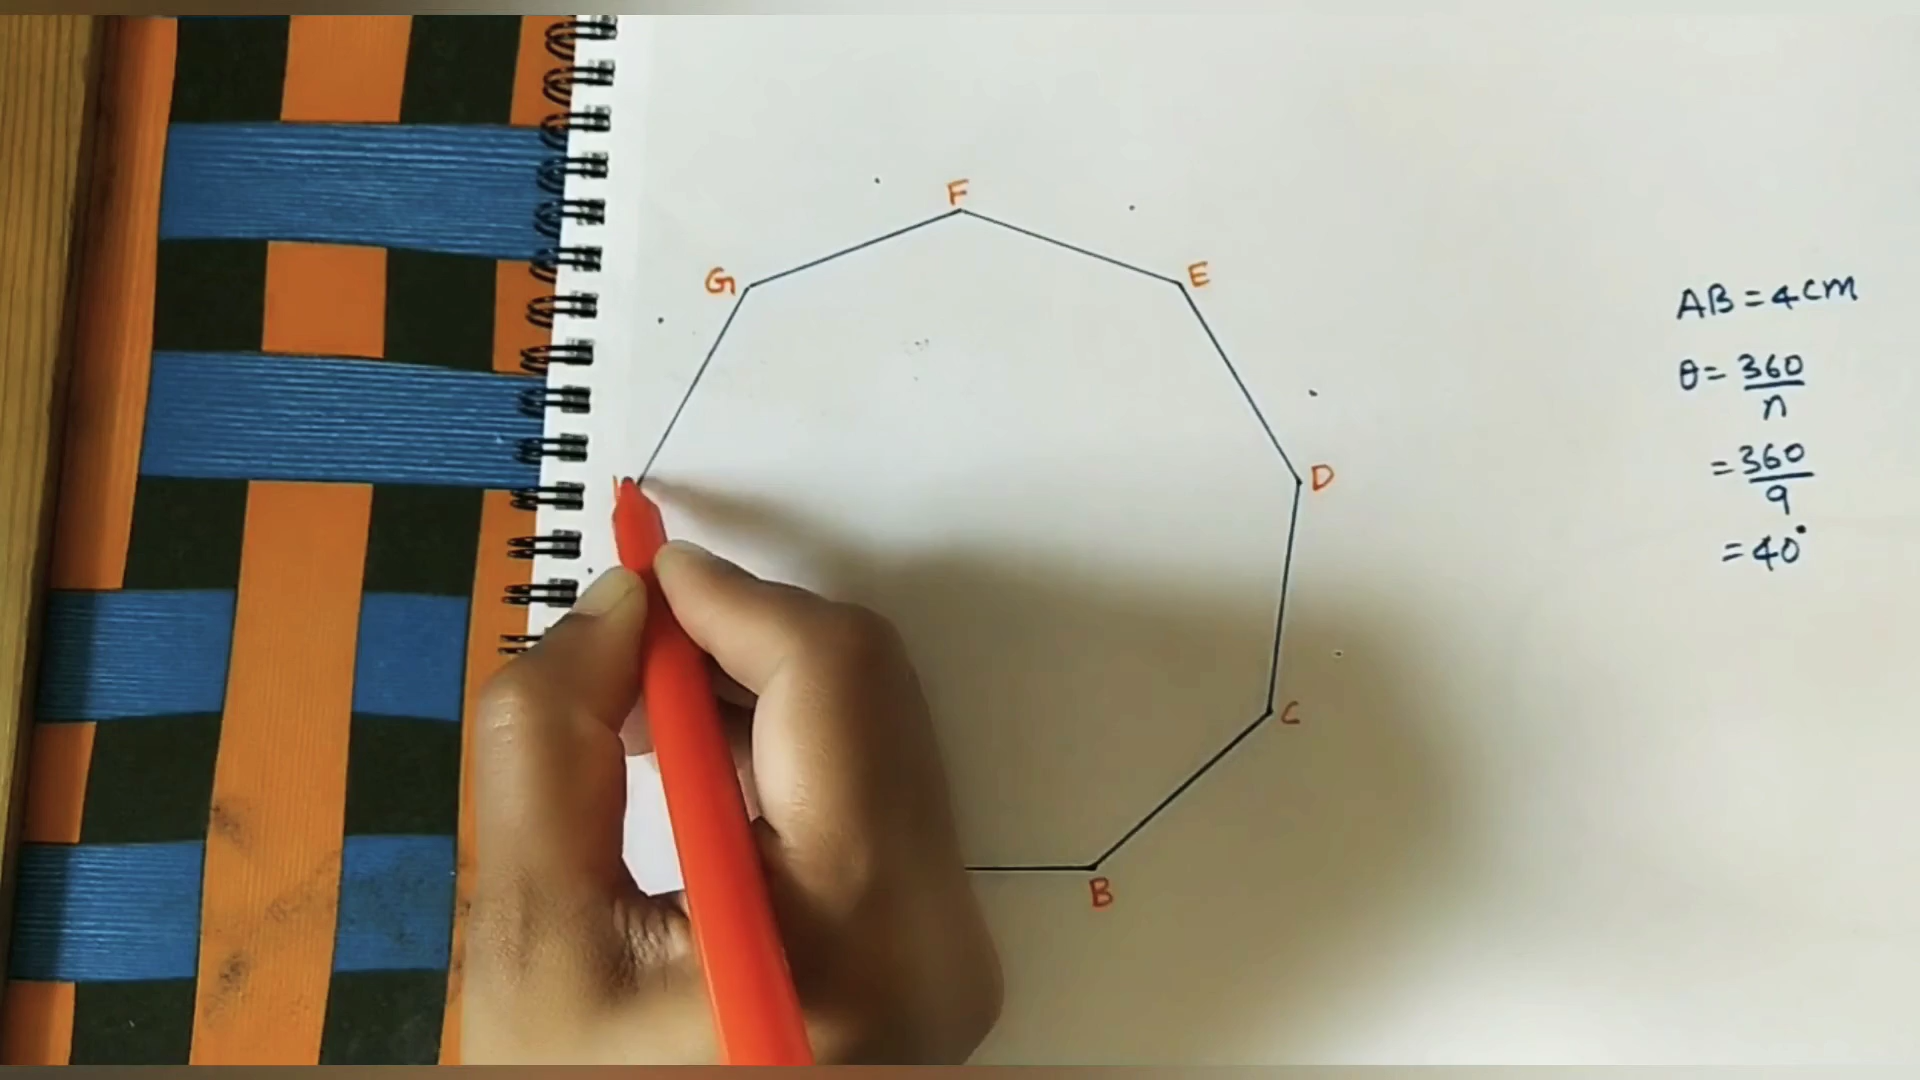 F
G
E
AB = 4cm
θ = 360/n
D
= 360/9
= 40°
C
B